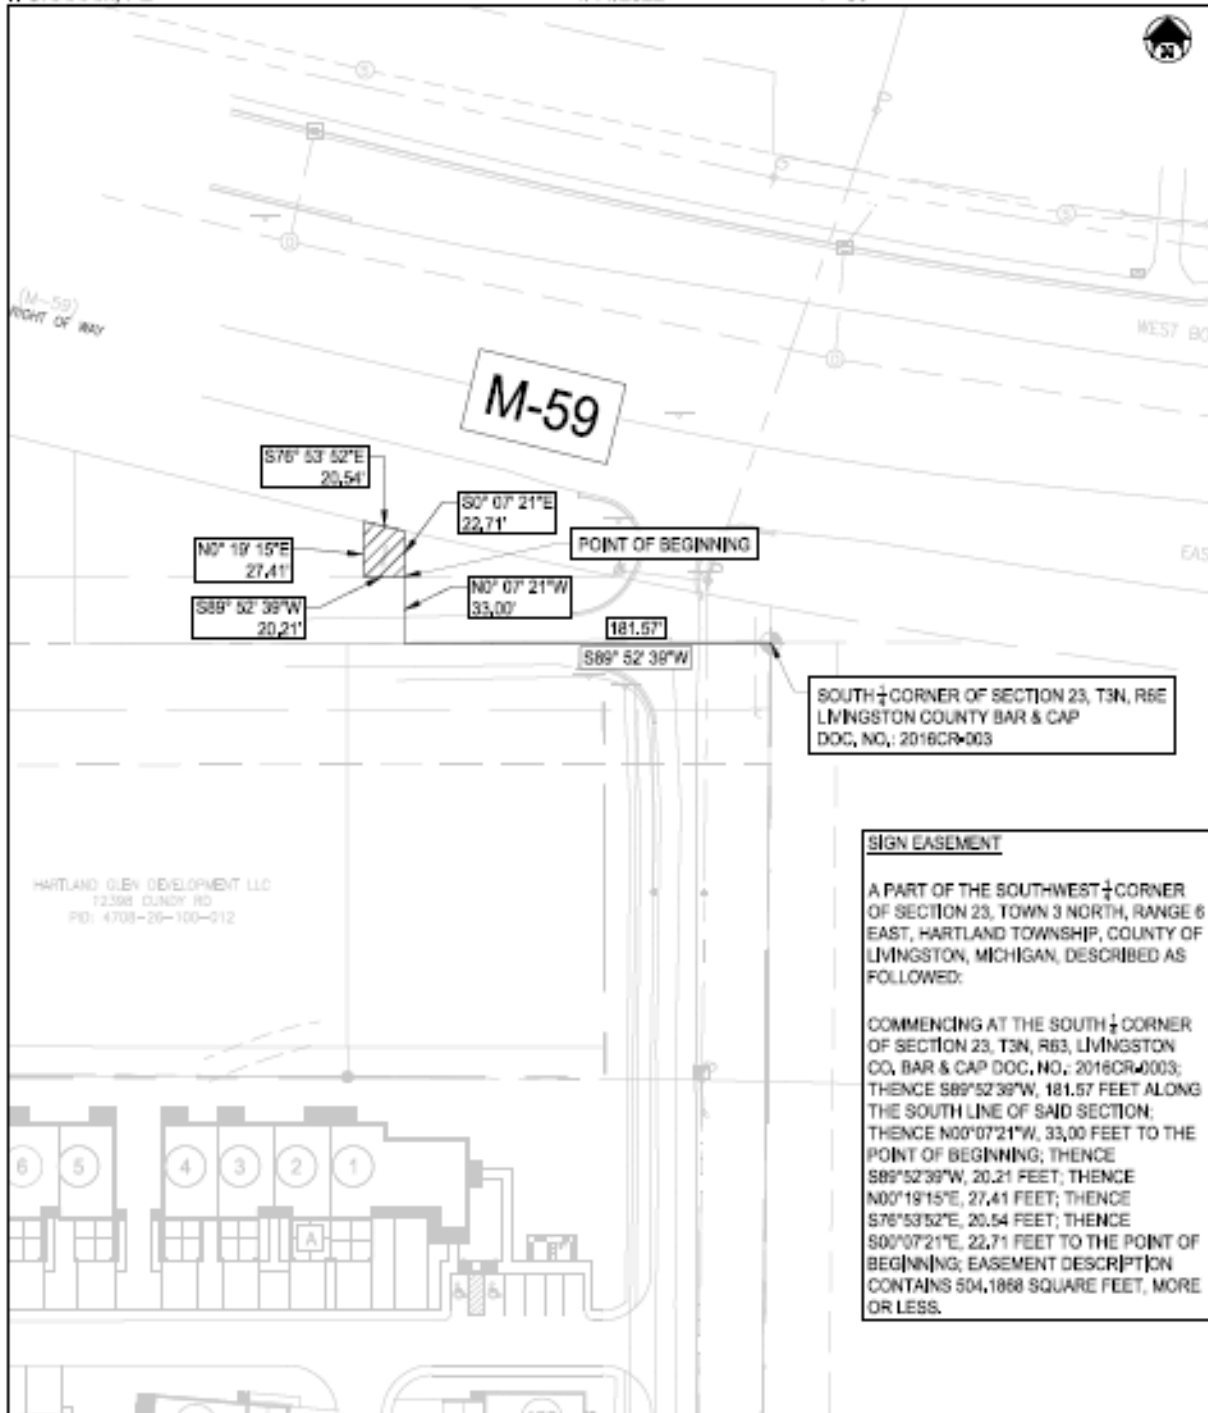 (M-59)
RIGHT OF WAY
WEST BO
M-59
S76° 53' 52"E
20.54'
S0° 07' 21"E
22.71'
POINT OF BEGINNING
EAS
N0° 19' 15"E
27.41'
N0° 07' 21"W
33.00'
S89° 52' 39"W
20.21'
181.57'
S89° 52' 39"W
SOUTH ¼ CORNER OF SECTION 23, T3N, R6E
LIVINGSTON COUNTY BAR & CAP
DOC. NO.: 2016CR-003
SIGN EASEMENT
A PART OF THE SOUTHWEST ¼ CORNER
OF SECTION 23, TOWN 3 NORTH, RANGE 6
EAST, HARTLAND TOWNSHIP, COUNTY OF
LIVINGSTON, MICHIGAN, DESCRIBED AS
FOLLOWED:
COMMENCING AT THE SOUTH ¼ CORNER
OF SECTION 23, T3N, R63, LIVINGSTON
CO. BAR & CAP DOC. NO.: 2016CR-0003;
THENCE S89°52'39"W, 181.57 FEET ALONG
THE SOUTH LINE OF SAID SECTION;
THENCE N00°07'21"W, 33.00 FEET TO THE
POINT OF BEGINNING; THENCE
S89°52'39"W, 20.21 FEET; THENCE
N00°19'15"E, 27.41 FEET; THENCE
S76°53'52"E, 20.54 FEET; THENCE
S00°07'21"E, 22.71 FEET TO THE POINT OF
BEGINNING; EASEMENT DESCRIPTION
CONTAINS 504.1868 SQUARE FEET, MORE
OR LESS.
HARTLAND GLEN DEVELOPMENT LLC
12398 CUNDY RD
PID: 4708-26-100-012
6 5 4 3 2 1
A